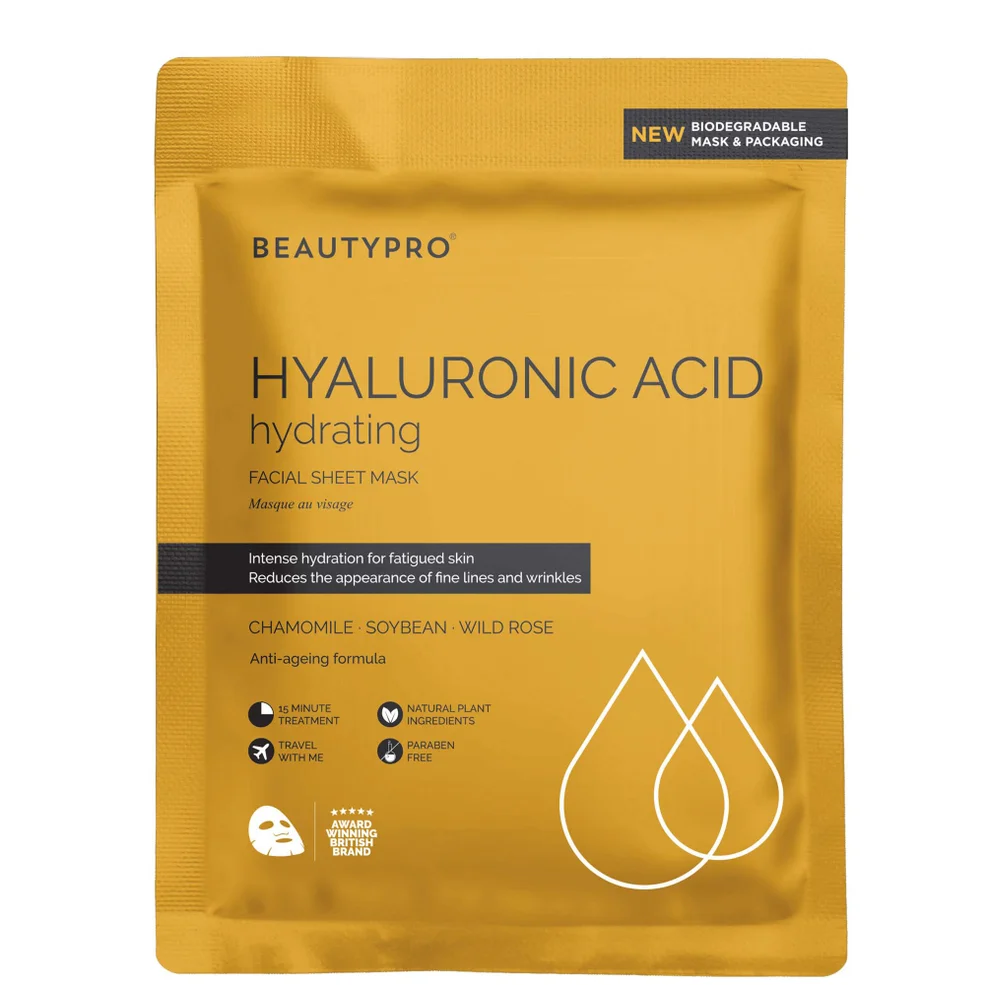 NEW BIODEGRADABLE
MASK & PACKAGING
BEAUTYPRO®
HYALURONIC ACID
hydrating
FACIAL SHEET MASK
Masque au visage
Intense hydration for fatigued skin
Reduces the appearance of fine lines and wrinkles
CHAMOMILE · SOYBEAN · WILD ROSE
Anti-ageing formula
15 MINUTE
TREATMENT
NATURAL PLANT
INGREDIENTS
TRAVEL
WITH ME
PARABEN
FREE
AWARD
WINNING
BRITISH
BRAND